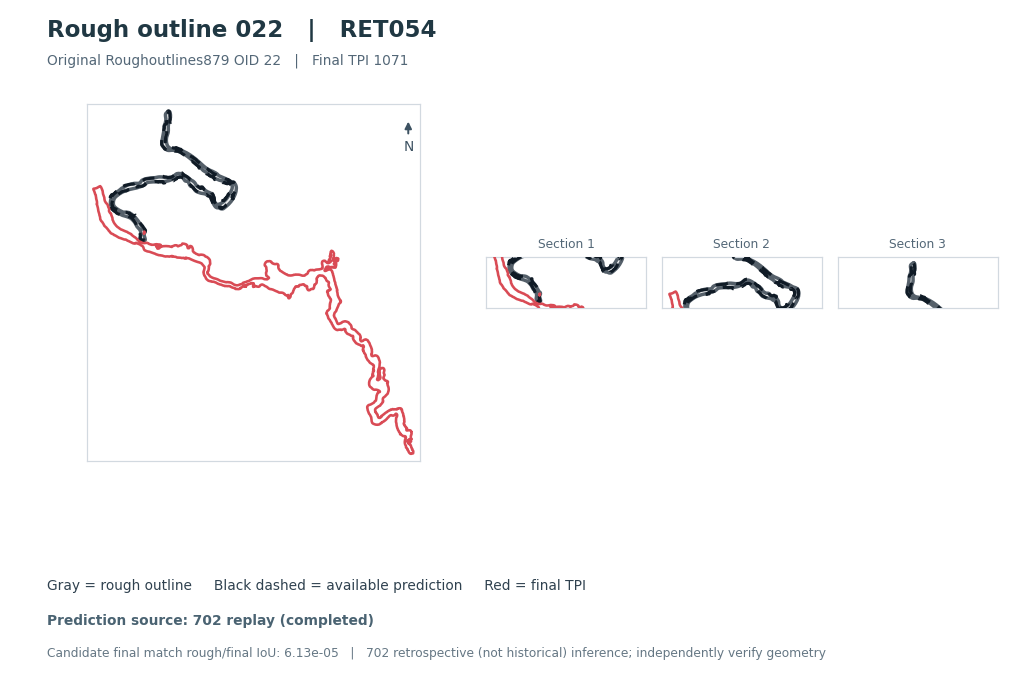 Rough outline 022 | RET054
Original Roughoutlines879 OID 22 | Final TPI 1071
N
Section 1 Section 2 Section 3
Gray = rough outline Black dashed = available prediction Red = final TPI
Prediction source: 702 replay (completed)
Candidate final match rough/final IoU: 6.13e-05 | 702 retrospective (not historical) inference; independently verify geometry